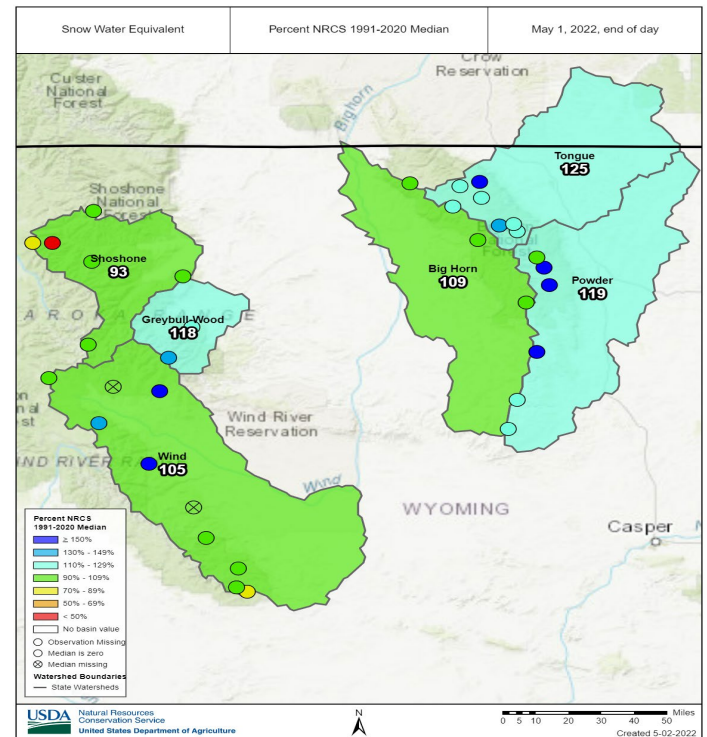 Snow Water Equivalent
Percent NRCS 1991-2020 Median
May 1, 2022, end of day
Crow
Reservation
Custer
National
Forest
Bighorn
Tongue
125
Shoshone
National
Forest
Shoshone
93
Big Horn
109
Powder
119
Greybull-Wood
118
Wind River
Reservation
WIND RIVER
Wind
105
Wind
WYOMING
Casper
Percent NRCS
1991-2020 Median
≥ 150%
130% - 149%
110% - 129%
90% - 109%
70% - 89%
50% - 69%
< 50%
No basin value
Observation Missing
Median is zero
Median missing
Watershed Boundaries
State Watersheds
USDA
Natural Resources
Conservation Service
United States Department of Agriculture
N
Miles
0 5 10 20 30 40 50
Created 5-02-2022